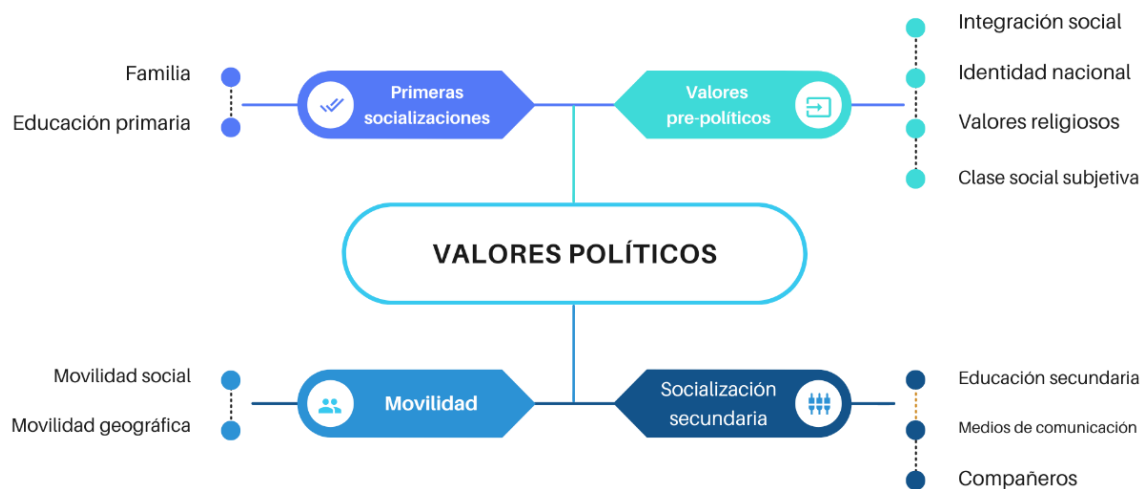 Familia
Educación primaria
Primeras
socializaciones
Valores
pre-políticos
Integración social
Identidad nacional
Valores religiosos
Clase social subjetiva
VALORES POLÍTICOS
Movilidad social
Movilidad geográfica
Movilidad
Socialización
secundaria
Educación secundaria
Medios de comunicación
Compañeros